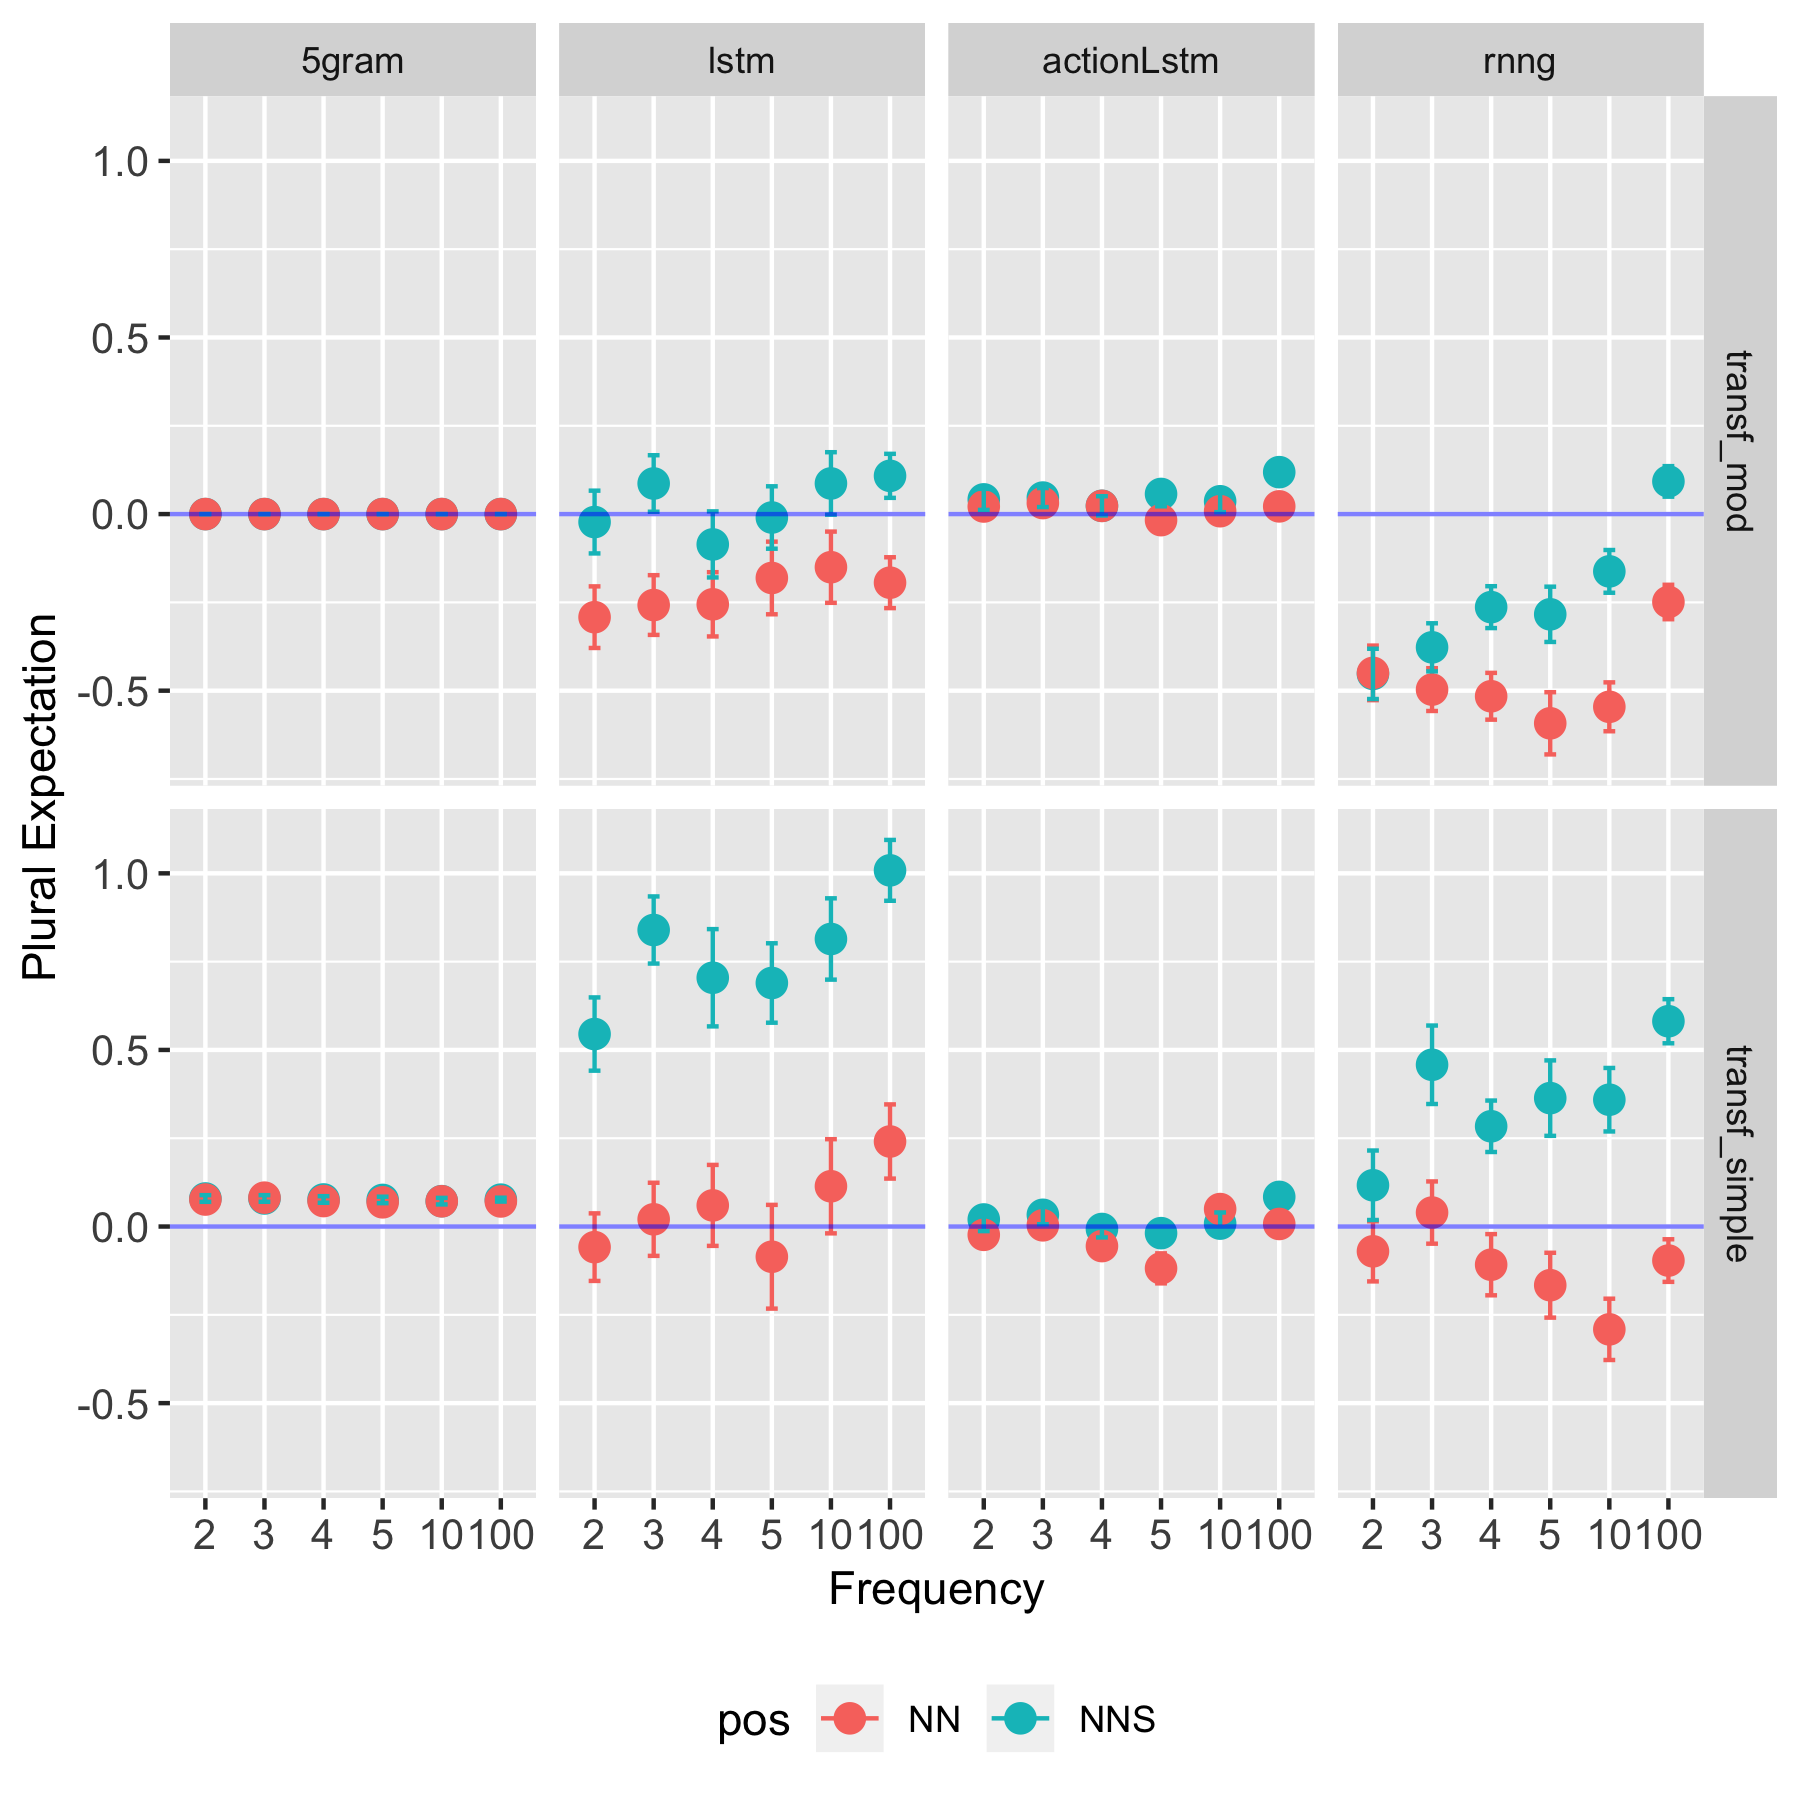 5gram lstm actionLstm rnng
1.0
0.5
0.0
-0.5
transf_mod
Plural Expectation
1.0
0.5
0.0
-0.5
transf_simple
2 3 4 5 10 100 2 3 4 5 10 100 2 3 4 5 10 100 2 3 4 5 10 100
Frequency
pos NN NNS